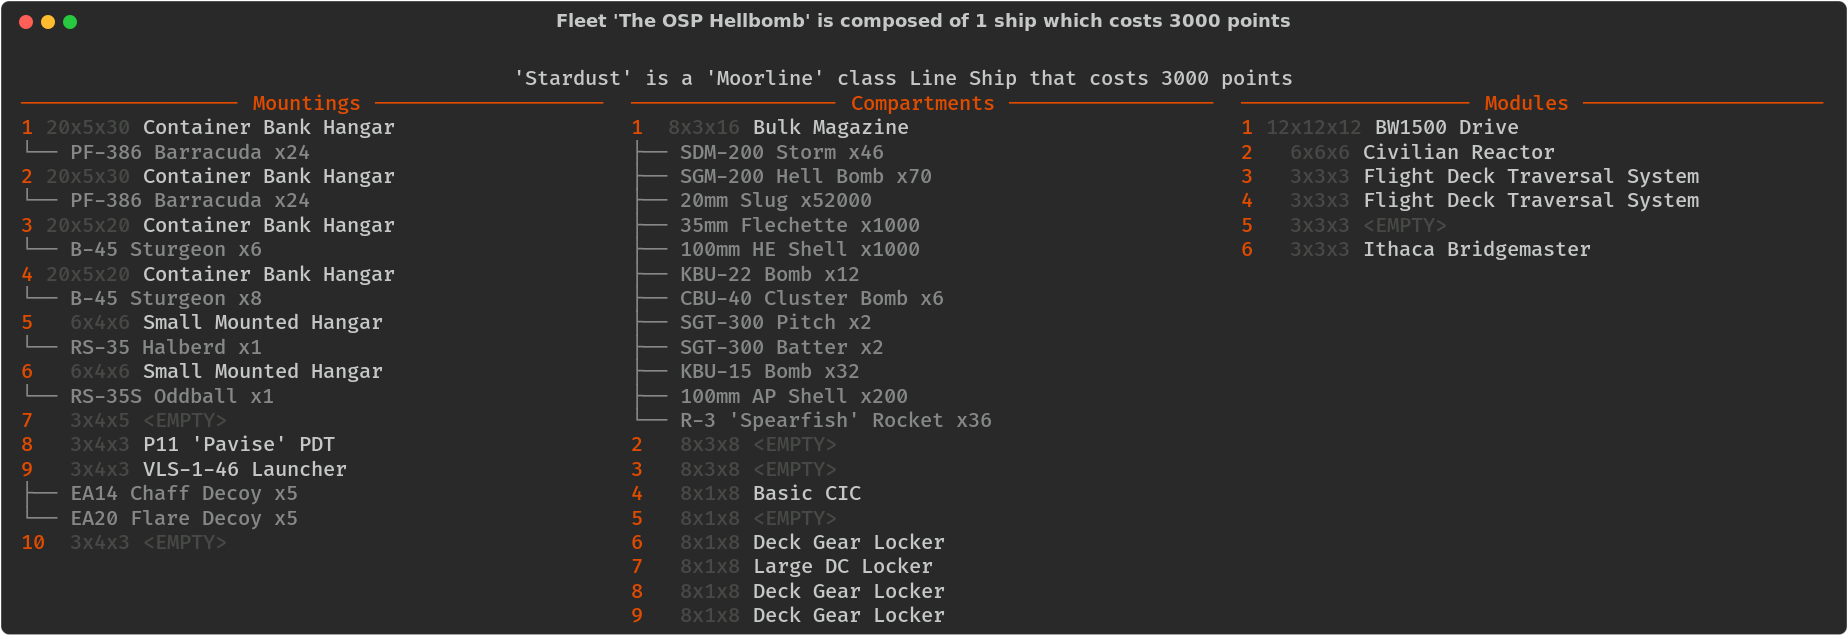 Fleet 'The OSP Hellbomb' is composed of 1 ship which costs 3000 points
'Stardust' is a 'Moorline' class Line Ship that costs 3000 points
Mountings
1 20x5x30 Container Bank Hangar
PF-386 Barracuda x24
2 20x5x30 Container Bank Hangar
PF-386 Barracuda x24
3 20x5x20 Container Bank Hangar
B-45 Sturgeon x6
4 20x5x20 Container Bank Hangar
B-45 Sturgeon x8
5 6x4x6 Small Mounted Hangar
RS-35 Halberd x1
6 6x4x6 Small Mounted Hangar
RS-35S Oddball x1
7 3x4x5 <EMPTY>
8 3x4x3 P11 'Pavise' PDT
9 3x4x3 VLS-1-46 Launcher
EA14 Chaff Decoy x5
EA20 Flare Decoy x5
10 3x4x3 <EMPTY>
Compartments
1 8x3x16 Bulk Magazine
SDM-200 Storm x46
SGM-200 Hell Bomb x70
20mm Slug x52000
35mm Flechette x1000
100mm HE Shell x1000
KBU-22 Bomb x12
CBU-40 Cluster Bomb x6
SGT-300 Pitch x2
SGT-300 Batter x2
KBU-15 Bomb x32
100mm AP Shell x200
R-3 'Spearfish' Rocket x36
2 8x3x8 <EMPTY>
3 8x3x8 <EMPTY>
4 8x1x8 Basic CIC
5 8x1x8 <EMPTY>
6 8x1x8 Deck Gear Locker
7 8x1x8 Large DC Locker
8 8x1x8 Deck Gear Locker
9 8x1x8 Deck Gear Locker
Modules
1 12x12x12 BW1500 Drive
2 6x6x6 Civilian Reactor
3 3x3x3 Flight Deck Traversal System
4 3x3x3 Flight Deck Traversal System
5 3x3x3 <EMPTY>
6 3x3x3 Ithaca Bridgemaster